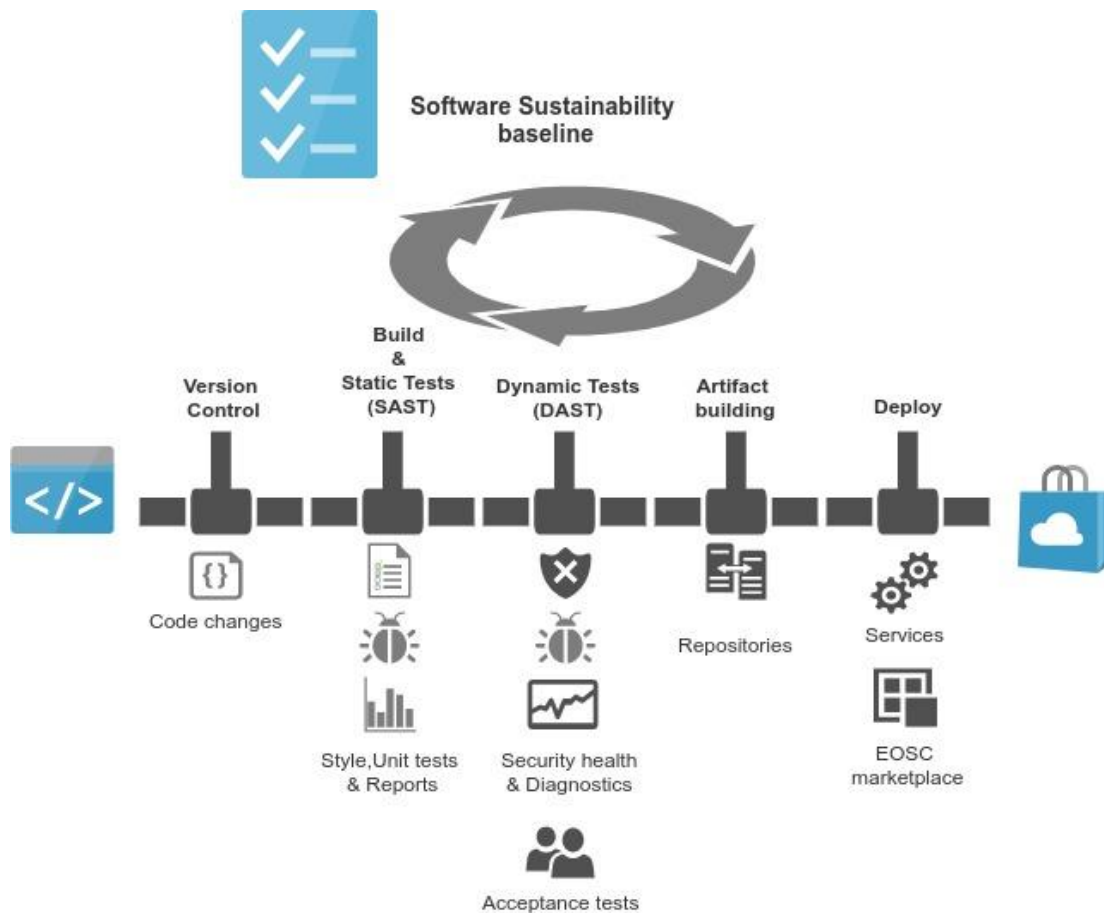 Software Sustainability
baseline
Version
Control
Build
&
Static Tests
(SAST)
Dynamic Tests
(DAST)
Artifact
building
Deploy
</>
{}
Code changes
Style,Unit tests
& Reports
Security health
& Diagnostics
Acceptance tests
Repositories
Services
EOSC
marketplace